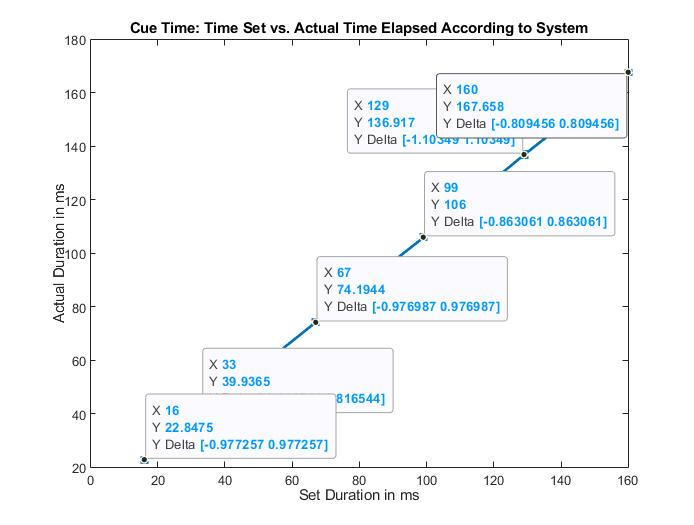 Cue Time: Time Set vs. Actual Time Elapsed According to System
180
160
140
120
100
80
60
40
20
Actual Duration in ms
X 160
Y 167.658
Y Delta [-0.809456 0.809456]
X 129
Y 136.917
Y Delta [-1.10349 1.10349]
X 99
Y 106
Y Delta [-0.863061 0.863061]
X 67
Y 74.1944
Y Delta [-0.976987 0.976987]
X 33
Y 39.9365
816544]
X 16
Y 22.8475
Y Delta [-0.977257 0.977257]
0 20 40 60 80 100 120 140 160
Set Duration in ms